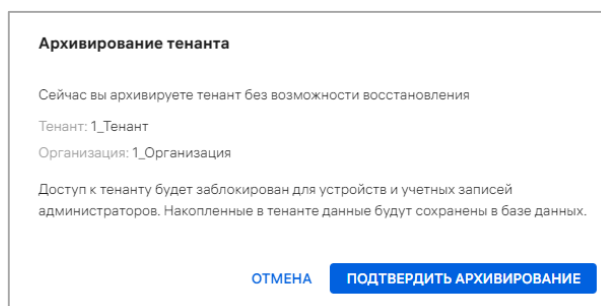 Архивирование тенанта
Сейчас вы архивируете тенант без возможности восстановления
Тенант: 1_Тенант
Организация: 1_Организация
Доступ к тенанту будет заблокирован для устройств и учетных записей
администраторов. Накопленные в тенанте данные будут сохранены в базе данных.
ОТМЕНА ПОДТВЕРДИТЬ АРХИВИРОВАНИЕ